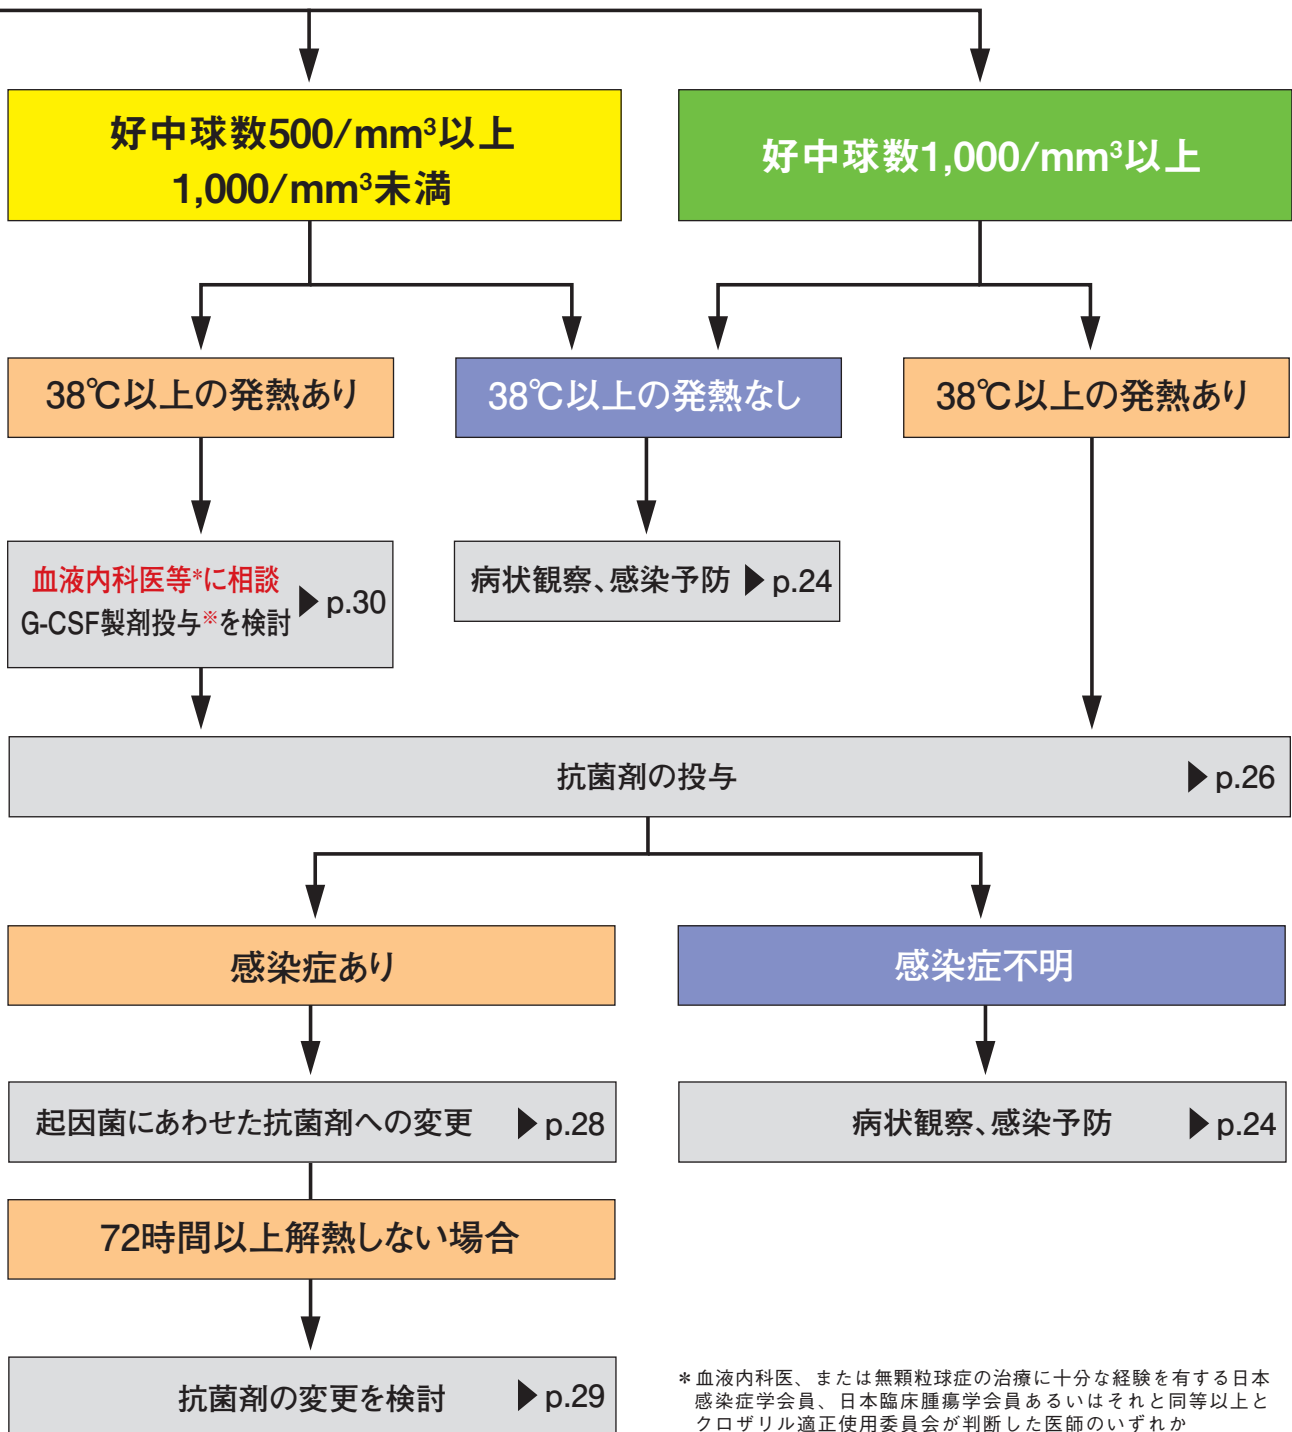 好中球数500/mm³以上
1,000/mm³未満
好中球数1,000/mm³以上
38℃以上の発熱あり
38℃以上の発熱なし
38℃以上の発熱あり
血液内科医等*に相談
G-CSF製剤投与※を検討
▶ p.30
病状観察、感染予防 ▶ p.24
抗菌剤の投与 ▶ p.26
感染症あり
感染症不明
起因菌にあわせた抗菌剤への変更 ▶ p.28
病状観察、感染予防 ▶ p.24
72時間以上解熱しない場合
抗菌剤の変更を検討 ▶ p.29
*血液内科医、または無顆粒球症の治療に十分な経験を有する日本
感染症学会員、日本臨床腫瘍学会員あるいはそれと同等以上と
クロザリル適正使用委員会が判断した医師のいずれか